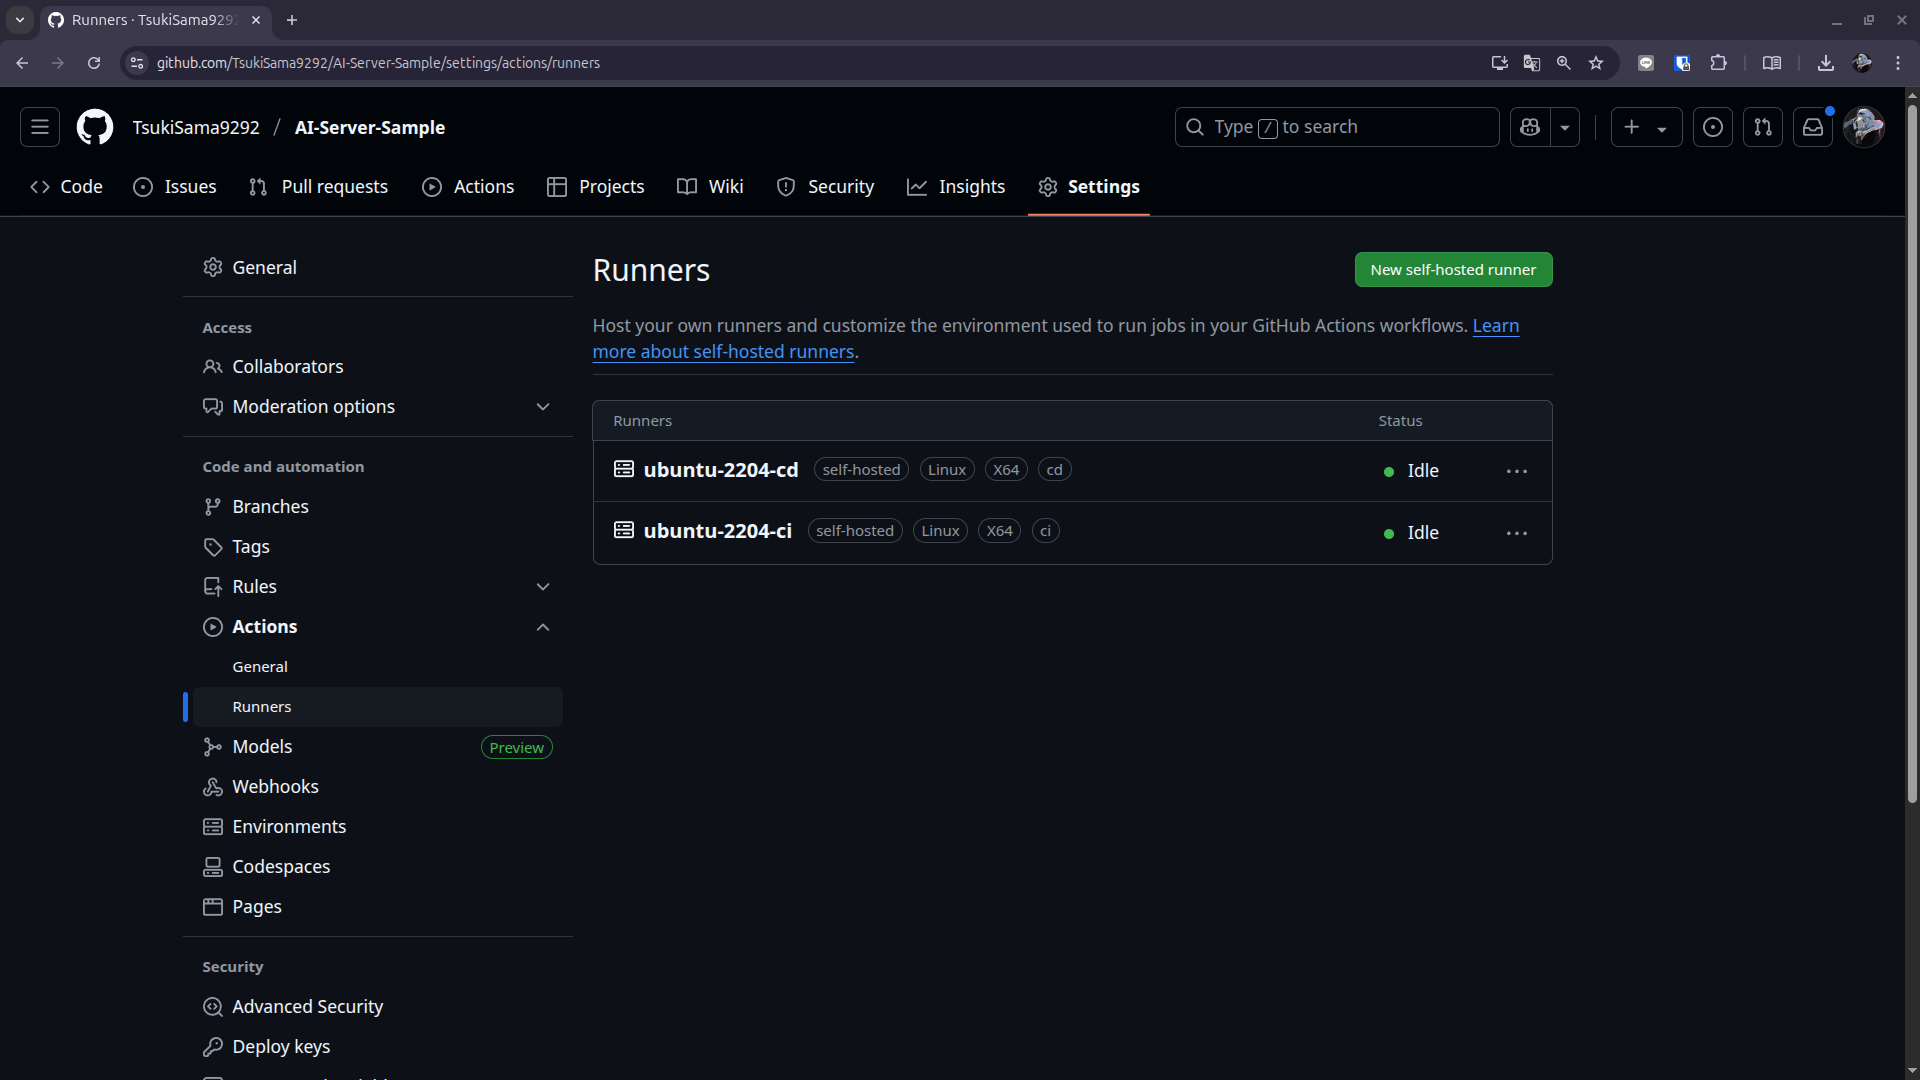 Runners · TsukiSama9292
github.com/TsukiSama9292/AI-Server-Sample/settings/actions/runners
TsukiSama9292 / AI-Server-Sample
Type / to search
Code
Issues
Pull requests
Actions
Projects
Wiki
Security
Insights
Settings
General
Access
Collaborators
Moderation options
Code and automation
Branches
Tags
Rules
Actions
General
Runners
Models Preview
Webhooks
Environments
Codespaces
Pages
Security
Advanced Security
Deploy keys
Runners
New self-hosted runner
Host your own runners and customize the environment used to run jobs in your GitHub Actions workflows. Learn
more about self-hosted runners.
Runners Status
ubuntu-2204-cd self-hosted Linux X64 cd Idle
ubuntu-2204-ci self-hosted Linux X64 ci Idle